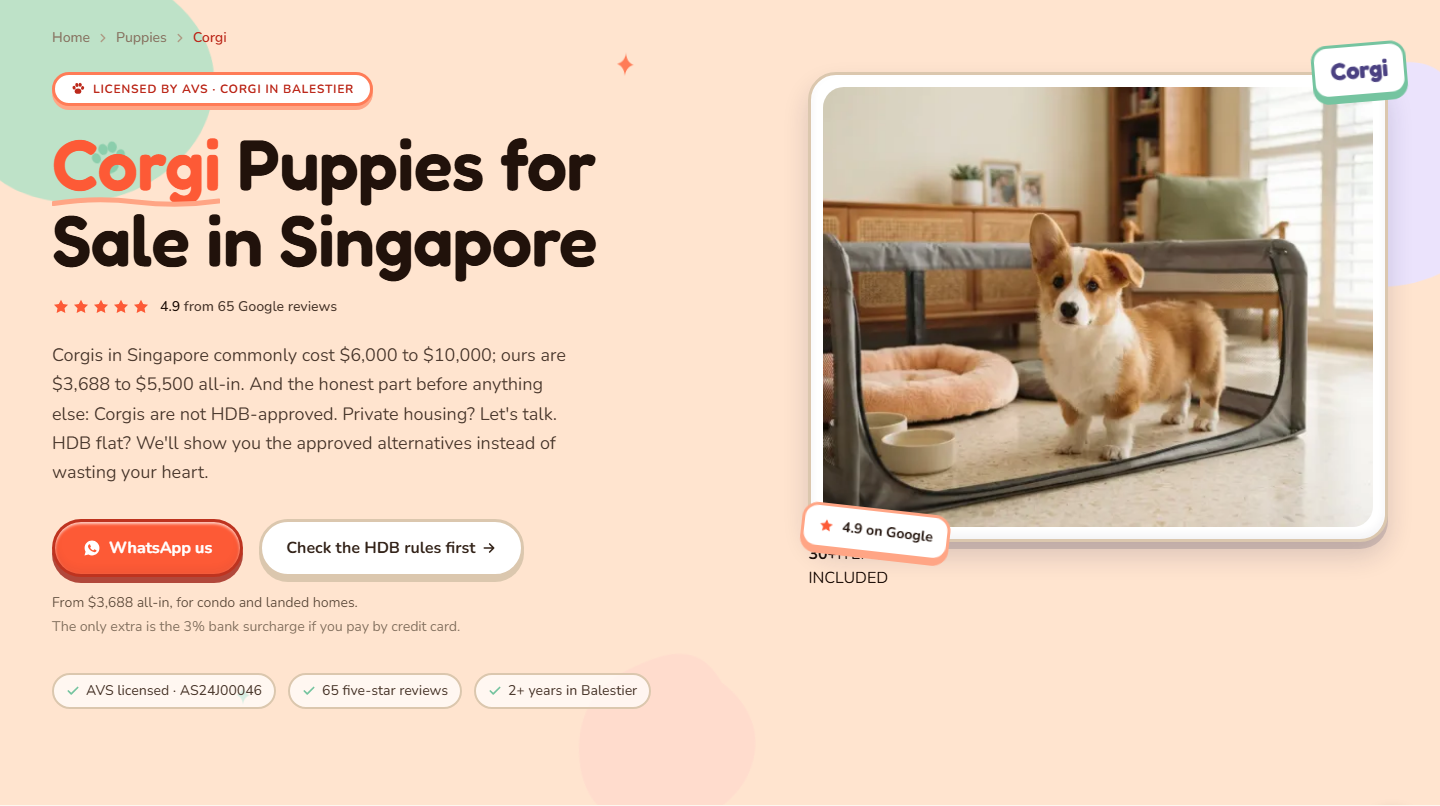 Home > Puppies > Corgi
LICENSED BY AVS · CORGI IN BALESTIER
Corgi Puppies for
Sale in Singapore
4.9 from 65 Google reviews
Corgis in Singapore commonly cost $6,000 to $10,000; ours are
$3,688 to $5,500 all-in. And the honest part before anything
else: Corgis are not HDB-approved. Private housing? Let's talk.
HDB flat? We'll show you the approved alternatives instead of
wasting your heart.
WhatsApp us
Check the HDB rules first →
From $3,688 all-in, for condo and landed homes.
The only extra is the 3% bank surcharge if you pay by credit card.
AVS licensed · AS24J00046
65 five-star reviews
2+ years in Balestier
Corgi
4.9 on Google
INCLUDED